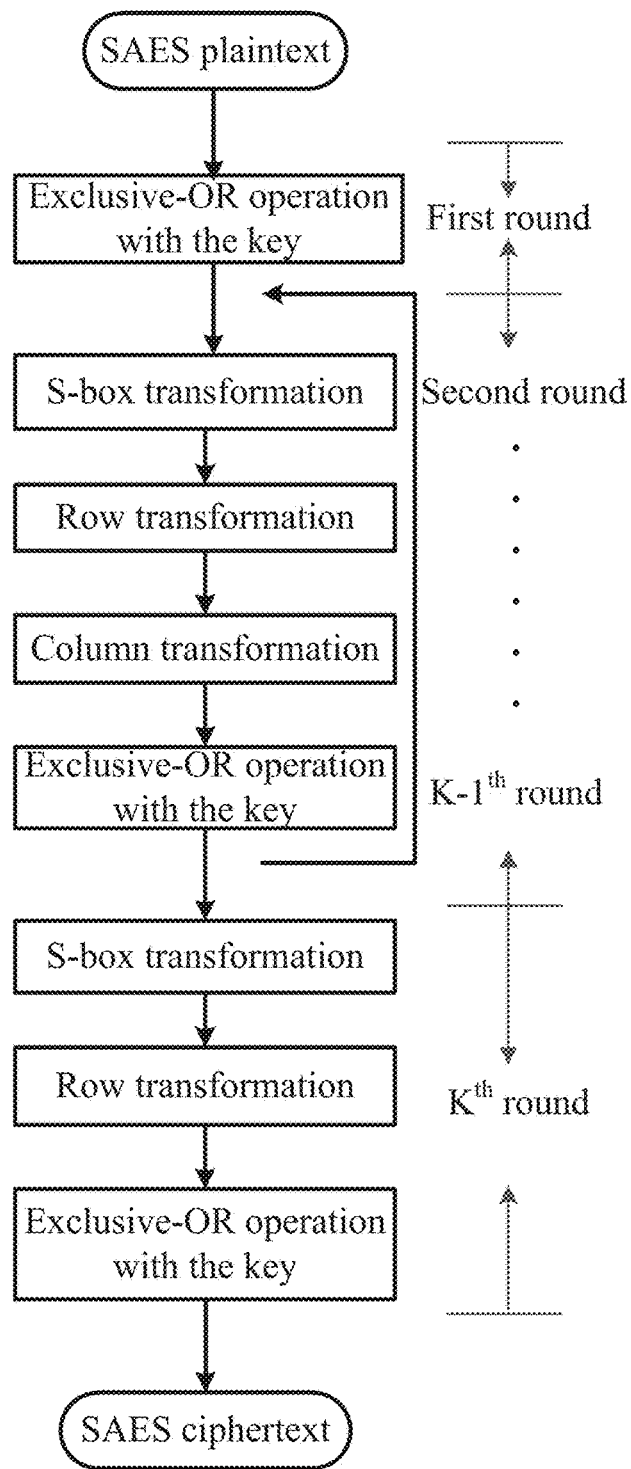 SAES plaintext
Exclusive-OR operation
with the key
First round
S-box transformation
Second round
Row transformation
Column transformation
Exclusive-OR operation
with the key
K-1th round
S-box transformation
Row transformation
Kth round
Exclusive-OR operation
with the key
SAES ciphertext